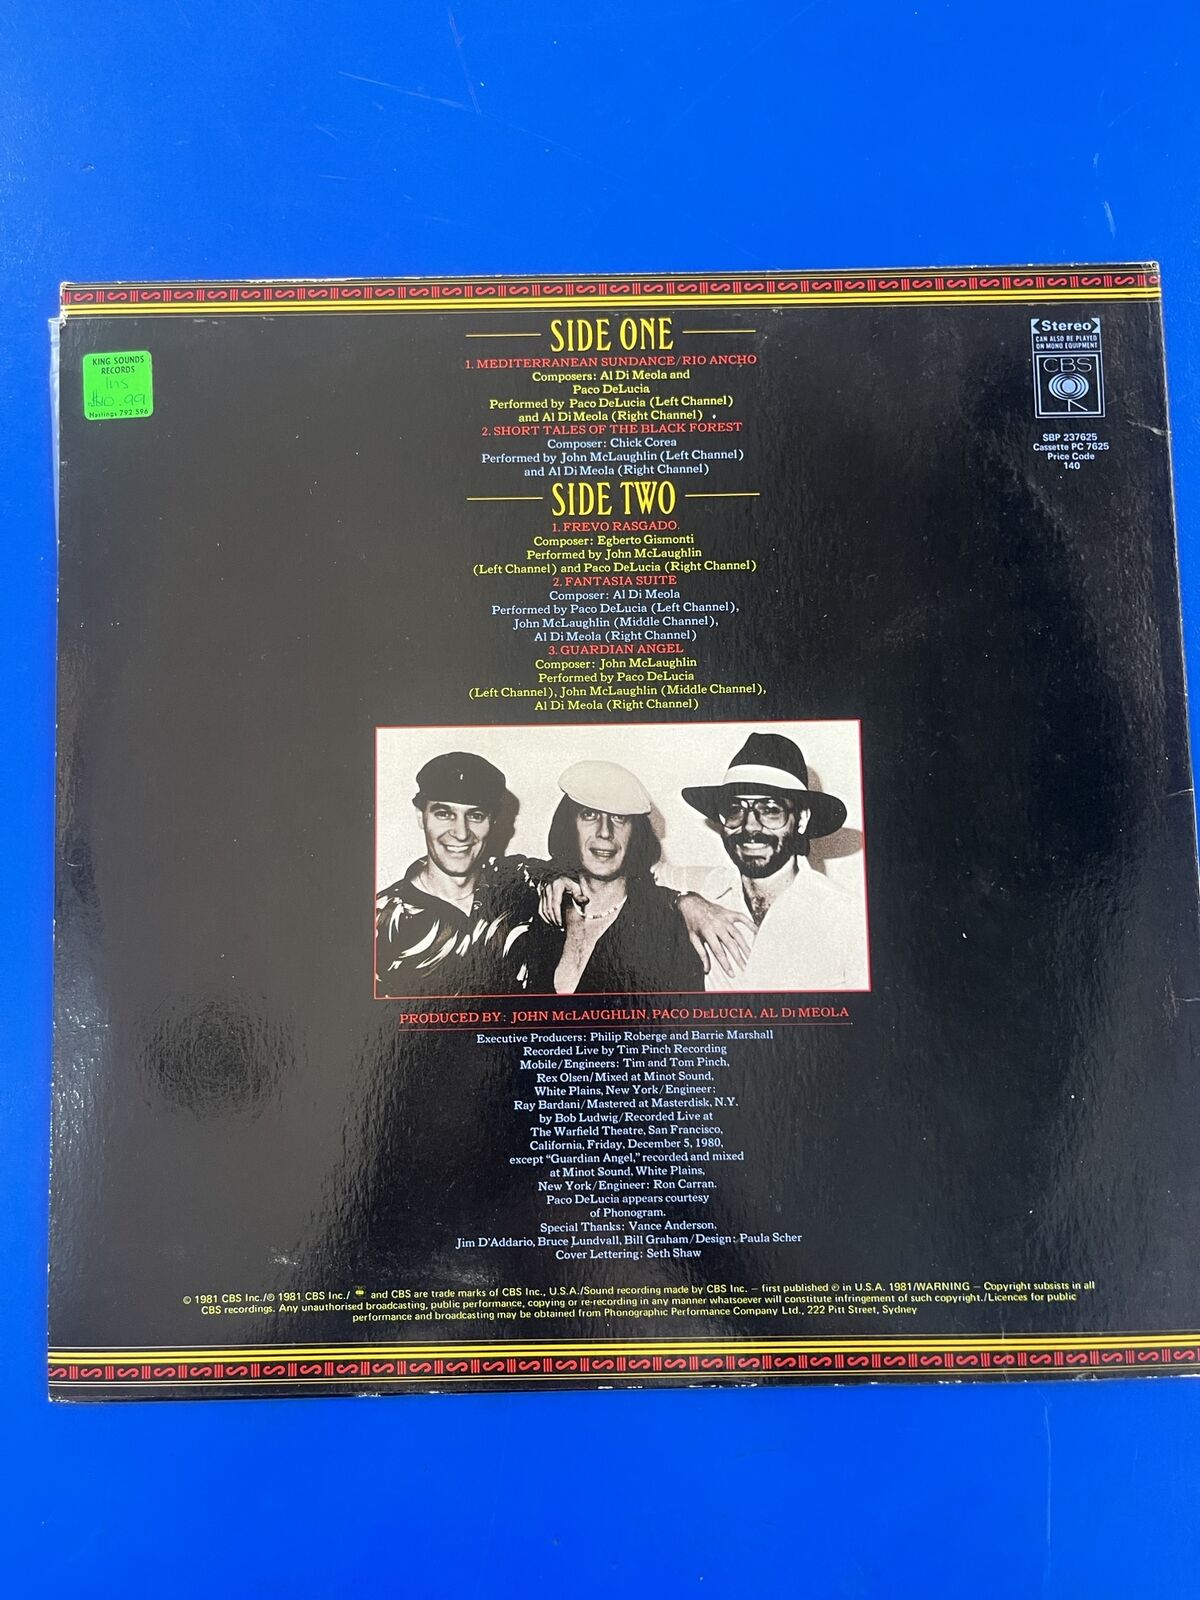 SIDE ONE
1. MEDITERRANEAN SUNDANCE/RIO ANCHO
Composers: Al Di Meola and
Paco DeLucia
Performed by Paco DeLucia (Left Channel)
and Al Di Meola (Right Channel)
2. SHORT TALES OF THE BLACK FOREST
Composer: Chick Corea
Performed by John McLaughlin (Left Channel)
and Al Di Meola (Right Channel)
SIDE TWO
1. FREVO RASGADO.
Composer: Egberto Gismonti
Performed by John McLaughlin
(Left Channel) and Paco DeLucia (Right Channel)
2. FANTASIA SUITE
Composer: Al Di Meola
Performed by Paco DeLucia (Left Channel),
John McLaughlin (Middle Channel),
Al Di Meola (Right Channel)
3. GUARDIAN ANGEL
Composer: John McLaughlin
Performed by Paco DeLucia
(Left Channel), John McLaughlin (Middle Channel),
Al Di Meola (Right Channel)
KING SOUNDS
RECORDS
Ins
$10.99
Hastings 792 596
Stereo
CAN ALSO BE PLAYED
ON MONO EQUIPMENT
CBS
SBP 237625
Cassette PC 7625
Price Code
140
PRODUCED BY: JOHN McLAUGHLIN, PACO DeLUCIA, AL Di MEOLA
Executive Producers: Philip Roberge and Barrie Marshall
Recorded Live by Tim Pinch Recording
Mobile/Engineers: Tim and Tom Pinch,
Rex Olsen/Mixed at Minot Sound,
White Plains, New York/Engineer:
Ray Bardani/Mastered at Masterdisk, N.Y.
by Bob Ludwig/Recorded Live at
The Warfield Theatre, San Francisco,
California, Friday, December 5, 1980,
except "Guardian Angel," recorded and mixed
at Minot Sound, White Plains,
New York/Engineer: Ron Carran.
Paco DeLucia appears courtesy
of Phonogram.
Special Thanks: Vance Anderson,
Jim D'Addario, Bruce Lundvall, Bill Graham/Design: Paula Scher
Cover Lettering: Seth Shaw
© 1981 CBS Inc./℗ 1981 CBS Inc./ and CBS are trade marks of CBS Inc., U.S.A./Sound recording made by CBS Inc. – first published ℗ in U.S.A. 1981/WARNING – Copyright subsists in all
CBS recordings. Any unauthorised broadcasting, public performance, copying or re-recording in any manner whatsoever will constitute infringement of such copyright./Licences for public
performance and broadcasting may be obtained from Phonographic Performance Company Ltd., 222 Pitt Street, Sydney